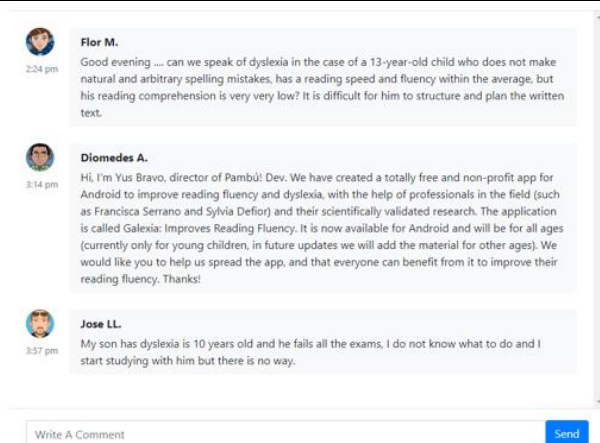 Flor M.
2:24 pm
Good evening .... can we speak of dyslexia in the case of a 13-year-old child who does not make
natural and arbitrary spelling mistakes, has a reading speed and fluency within the average, but
his reading comprehension is very very low? It is difficult for him to structure and plan the written
text.
Diomedes A.
3:14 pm
Hi, I'm Yus Bravo, director of Pambú! Dev. We have created a totally free and non-profit app for
Android to improve reading fluency and dyslexia, with the help of professionals in the field (such
as Francisca Serrano and Sylvia Defior) and their scientifically validated research. The application
is called Galexia: Improves Reading Fluency. It is now available for Android and will be for all ages
(currently only for young children, in future updates we will add the material for other ages). We
would like you to help us spread the app, and that everyone can benefit from it to improve their
reading fluency. Thanks!
Jose LL.
3:57 pm
My son has dyslexia is 10 years old and he fails all the exams, I do not know what to do and I
start studying with him but there is no way.
Write A Comment
Send